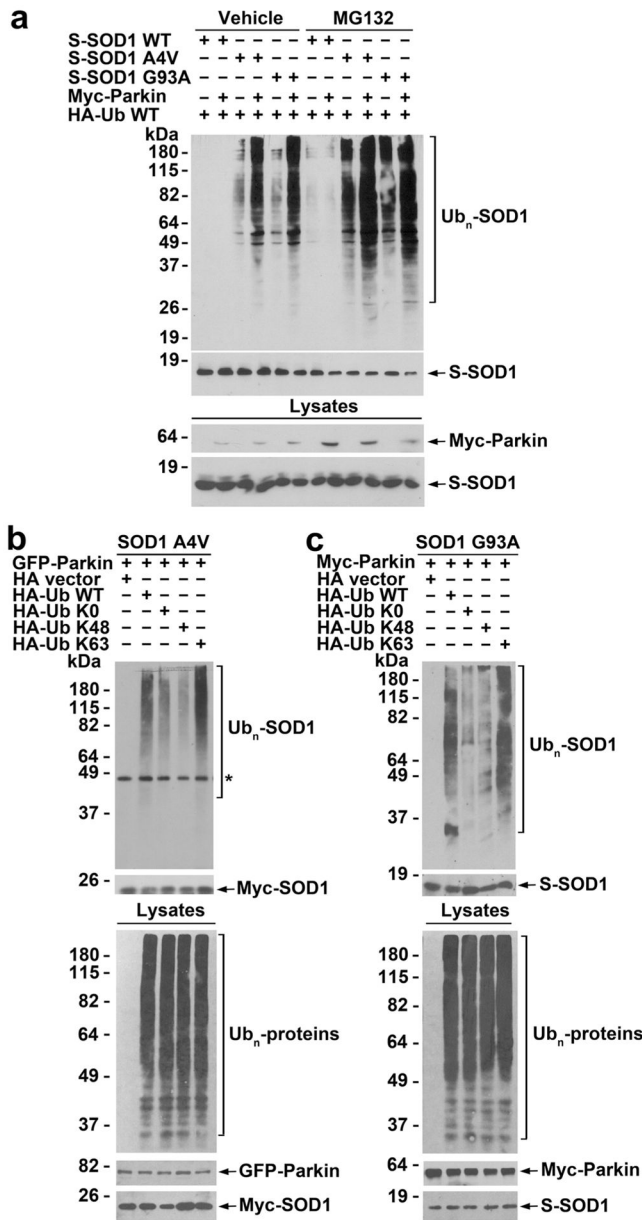 a
Vehicle MG132
S-SOD1 WT + + − − − − + + − − − −
S-SOD1 A4V − − + + − − − − + + − −
S-SOD1 G93A − − − − + + − − − − + +
Myc-Parkin − + − + − + − + − + − +
HA-Ub WT + + + + + + + + + + + +
kDa
180 -
115 -
82 -
64 -
49 -
37 -
26 -
19 -
Ubn-SOD1
19 -
S-SOD1
Lysates
64 -
Myc-Parkin
19 -
S-SOD1
b
SOD1 A4V
GFP-Parkin + + + + +
HA vector + − − − −
HA-Ub WT − + − − −
HA-Ub K0 − − + − −
HA-Ub K48 − − − + −
HA-Ub K63 − − − − +
kDa
180 -
115 -
82 -
64 -
49 -
37 -
Ubn-SOD1
*
26 -
Myc-SOD1
Lysates
180 -
115 -
82 -
64 -
49 -
37 -
Ubn-proteins
82 -
GFP-Parkin
26 -
Myc-SOD1
c
SOD1 G93A
Myc-Parkin + + + + +
HA vector + − − − −
HA-Ub WT − + − − −
HA-Ub K0 − − + − −
HA-Ub K48 − − − + −
HA-Ub K63 − − − − +
kDa
180 -
115 -
82 -
64 -
49 -
37 -
Ubn-SOD1
19 -
S-SOD1
Lysates
180 -
115 -
82 -
64 -
49 -
37 -
Ubn-proteins
64 -
Myc-Parkin
19 -
S-SOD1